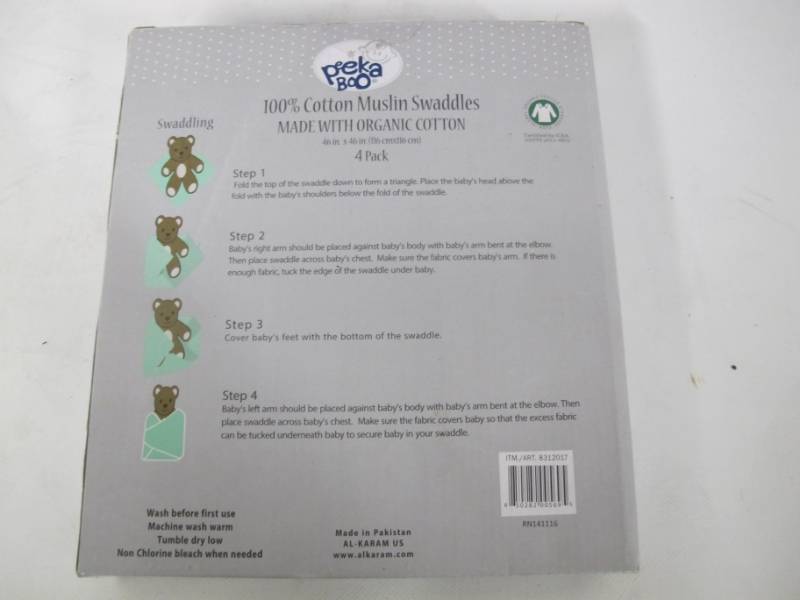 Peeka
BOO
100% Cotton Muslin Swaddles
MADE WITH ORGANIC COTTON
46 in x 46 in (116 cmx116 cm)
4 Pack
Swaddling
Step 1
Fold the top of the swaddle down to form a triangle. Place the baby's head above the
fold with the baby's shoulders below the fold of the swaddle.
Step 2
Baby's right arm should be placed against baby's body with baby's arm bent at the elbow.
Then place swaddle across baby's chest. Make sure the fabric covers baby's arm. If there is
enough fabric, tuck the edge of the swaddle under baby.
Step 3
Cover baby's feet with the bottom of the swaddle.
Step 4
Baby's left arm should be placed against baby's body with baby's arm bent at the elbow. Then
place swaddle across baby's chest. Make sure the fabric covers baby so that the excess fabric
can be tucked underneath baby to secure baby in your swaddle.
ITM./ART. 8312017
RN141116
Wash before first use
Machine wash warm
Tumble dry low
Non Chlorine bleach when needed
Made in Pakistan
AL-KARAM US
www.alkaram.com